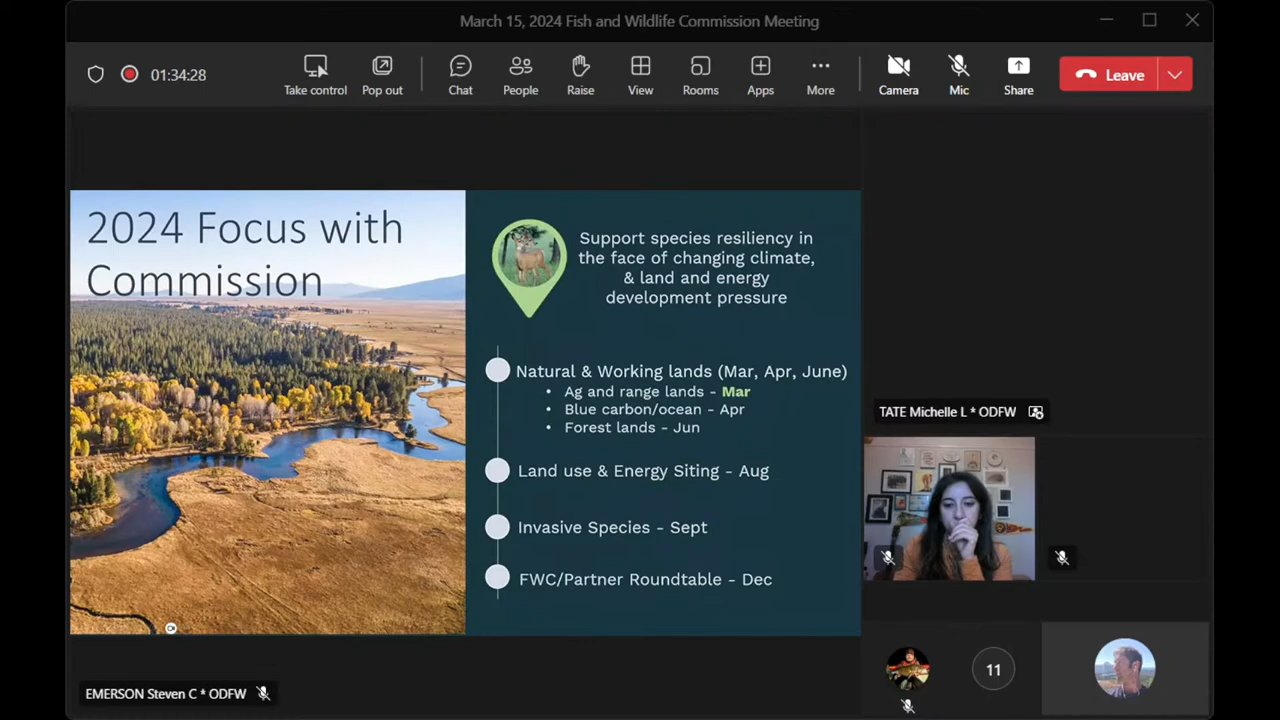 March 15, 2024 Fish and Wildlife Commission Meeting
01:34:28
Take control
Pop out
Chat
People
Raise
View
Rooms
Apps
More
Camera
Mic
Share
Leave
2024 Focus with
Commission
Support species resiliency in
the face of changing climate,
& land and energy
development pressure
Natural & Working lands (Mar, Apr, June)
• Ag and range lands - Mar
• Blue carbon/ocean - Apr
• Forest lands - Jun
Land use & Energy Siting - Aug
Invasive Species - Sept
FWC/Partner Roundtable - Dec
TATE Michelle L * ODFW
11
EMERSON Steven C * ODFW